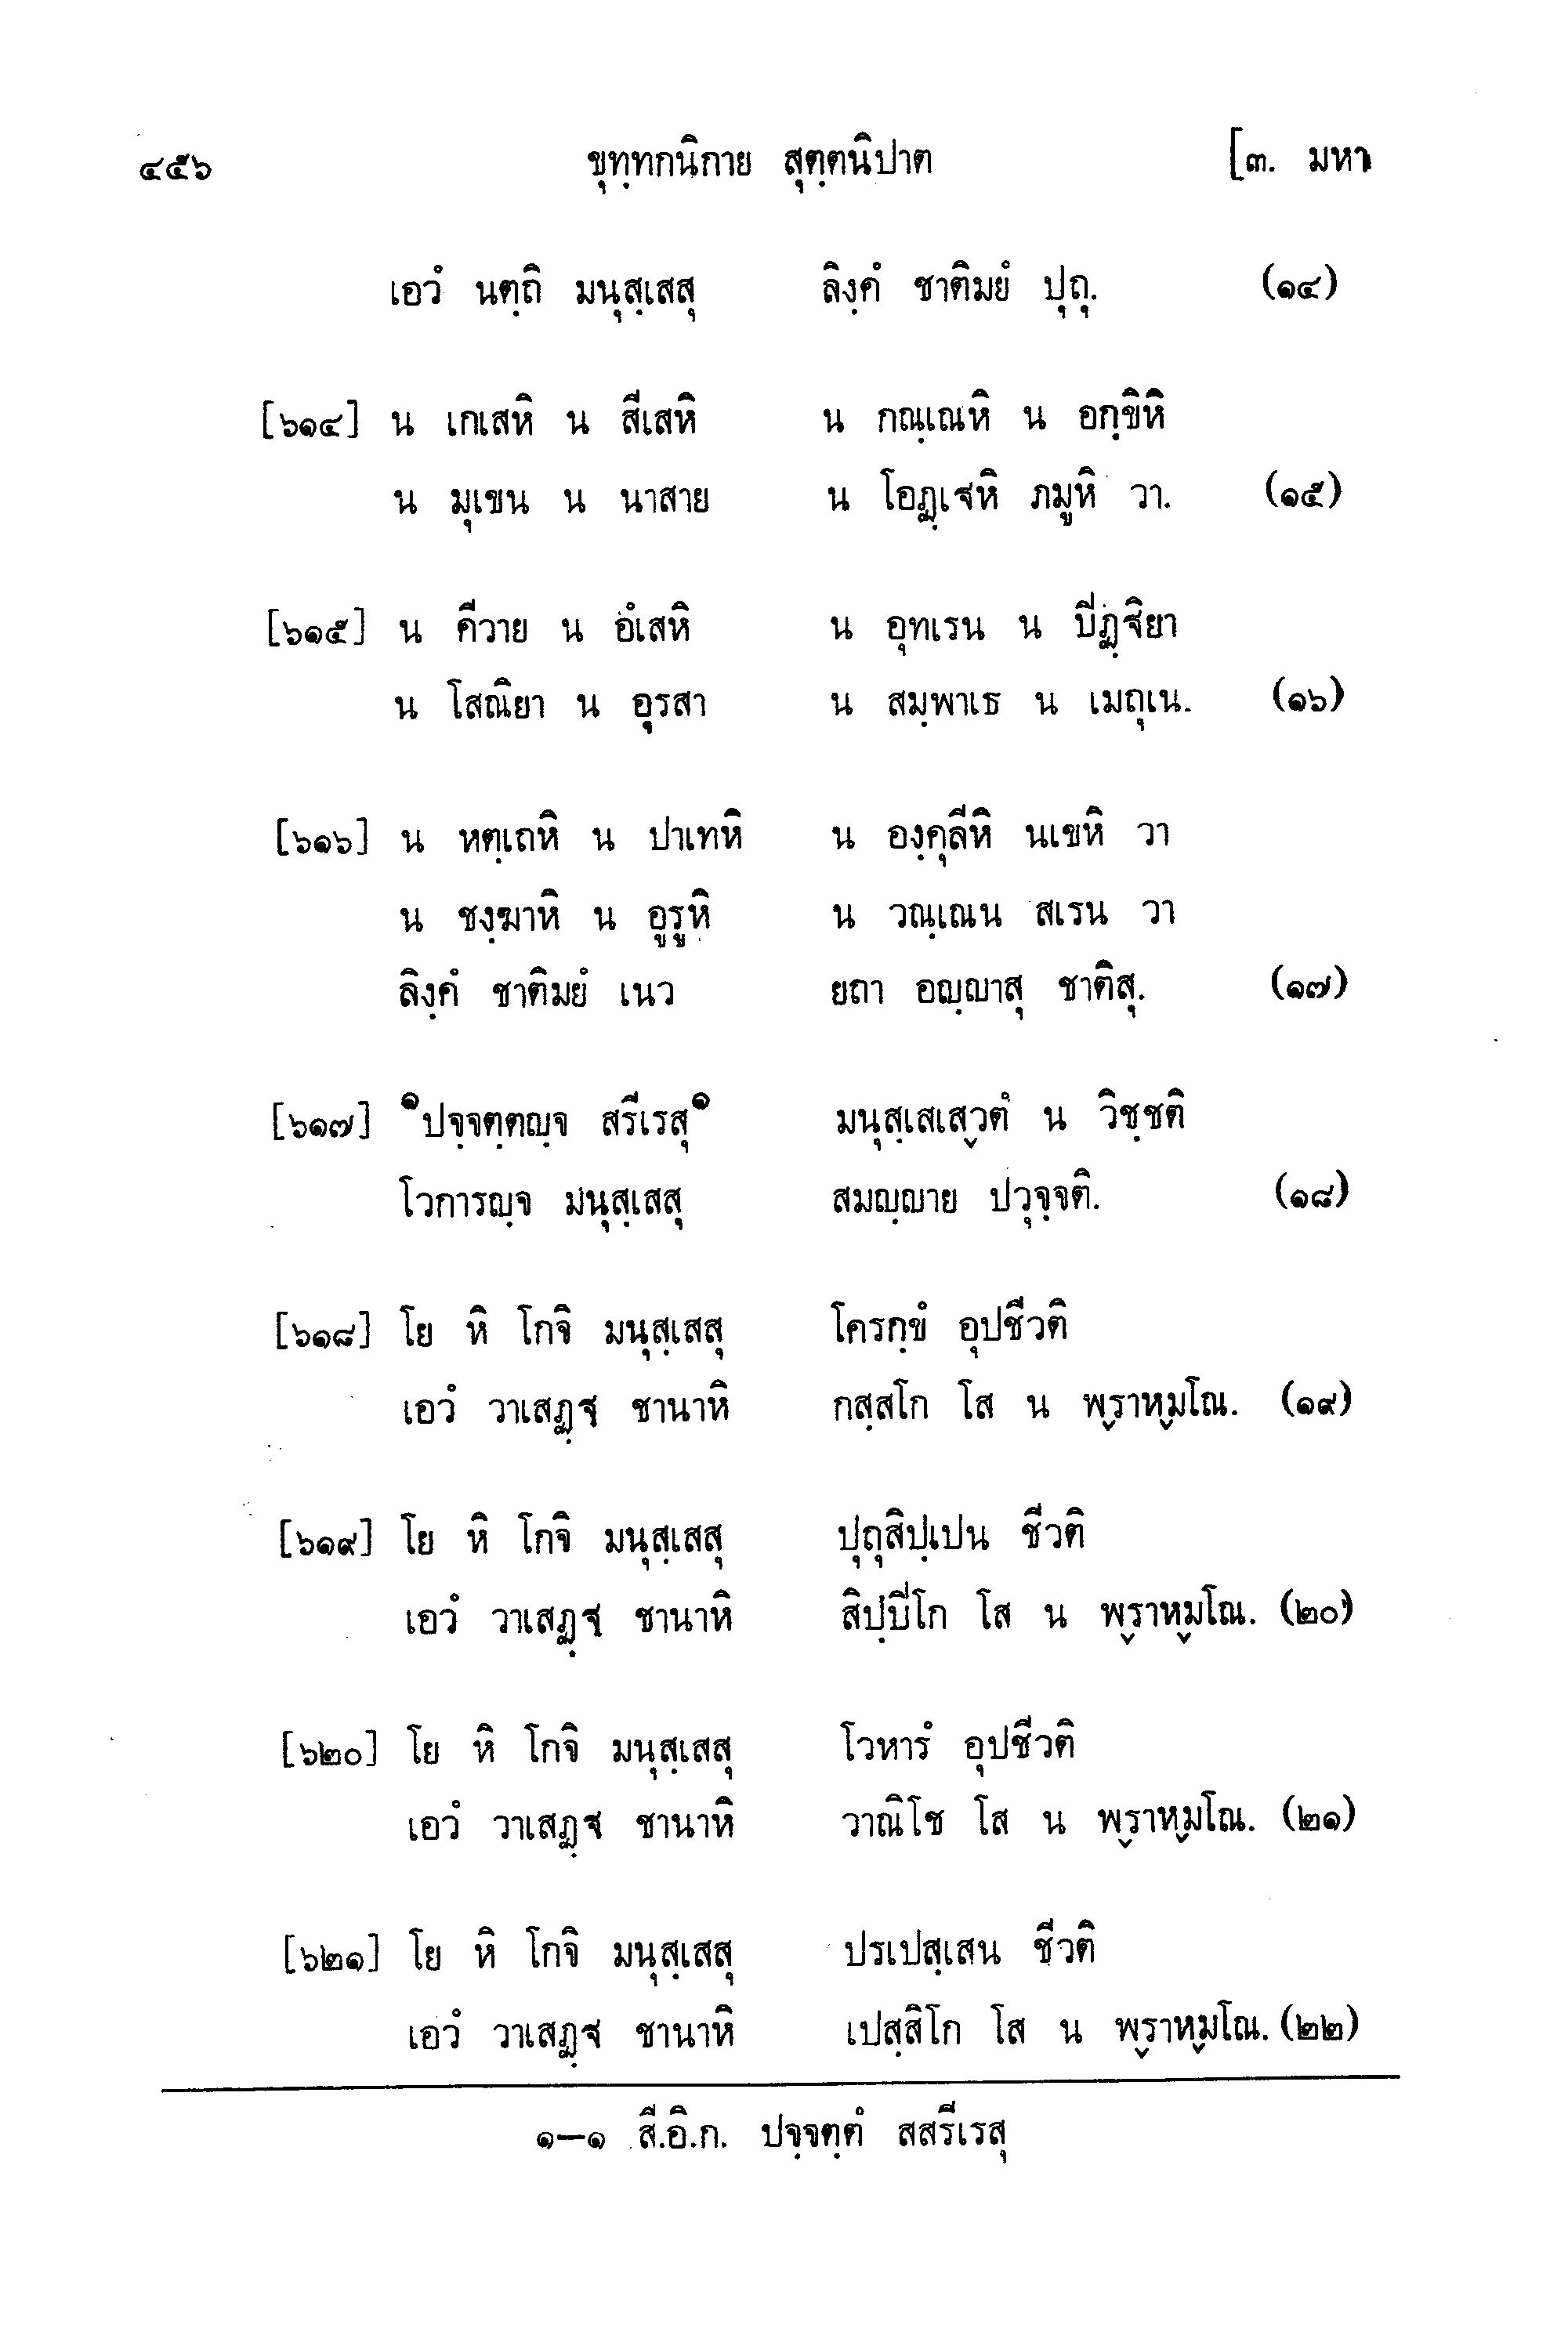 ๔๕๖ ขุทฺทกนิกาย สุตฺตนิปาต [๓. มหา
เอวํ นตฺถิ มนุสฺเสสุ ลิงฺคํ ชาติมยํ ปุถุ. (๑๔)
[๖๑๔] น เกเสหิ น สีเสหิ น กณฺเณหิ น อกฺขิหิ
น มุเขน น นาสาย น โอฏฺเฐหิ ภมูหิ วา. (๑๕)
[๖๑๕] น คีวาย น อํเสหิ น อุทเรน น ปิฏฺฐิยา
น โสณิยา น อุรสา น สมฺพาเธ น เมถุเน. (๑๖)
[๖๑๖] น หตฺเถหิ น ปาเทหิ น องฺคุลีหิ นเขหิ วา
น ชงฺฆาหิ น อูรูหิ น วณฺเณน สเรน วา
ลิงฺคํ ชาติมยํ เนว ยถา อญฺญาสุ ชาติสุ. (๑๗)
[๖๑๗] ๑ปจฺจตฺตญฺจ สรีเรสุ๑ มนุสฺเสเสฺวตํ น วิชฺชติ
โวการญฺจ มนุสฺเสสุ สมญฺญาย ปวุจฺจติ. (๑๘)
[๖๑๘] โย หิ โกจิ มนุสฺเสสุ โครกฺขํ อุปชีวติ
เอวํ วาเสฏฺฐ ชานาหิ กสฺสโก โส น พฺราหฺมโณ. (๑๙)
[๖๑๙] โย หิ โกจิ มนุสฺเสสุ ปุถุสิปฺเปน ชีวติ
เอวํ วาเสฏฺฐ ชานาหิ สิปฺปิโก โส น พฺราหฺมโณ. (๒๐)
[๖๒๐] โย หิ โกจิ มนุสฺเสสุ โวหารํ อุปชีวติ
เอวํ วาเสฏฺฐ ชานาหิ วาณิโช โส น พฺราหฺมโณ. (๒๑)
[๖๒๑] โย หิ โกจิ มนุสฺเสสุ ปรเปสฺเสน ชีวติ
เอวํ วาเสฏฺฐ ชานาหิ เปสฺสิโก โส น พฺราหฺมโณ. (๒๒)
๑–๑ สี.อิ.ก. ปจฺจตฺตํ สสรีเรสุ